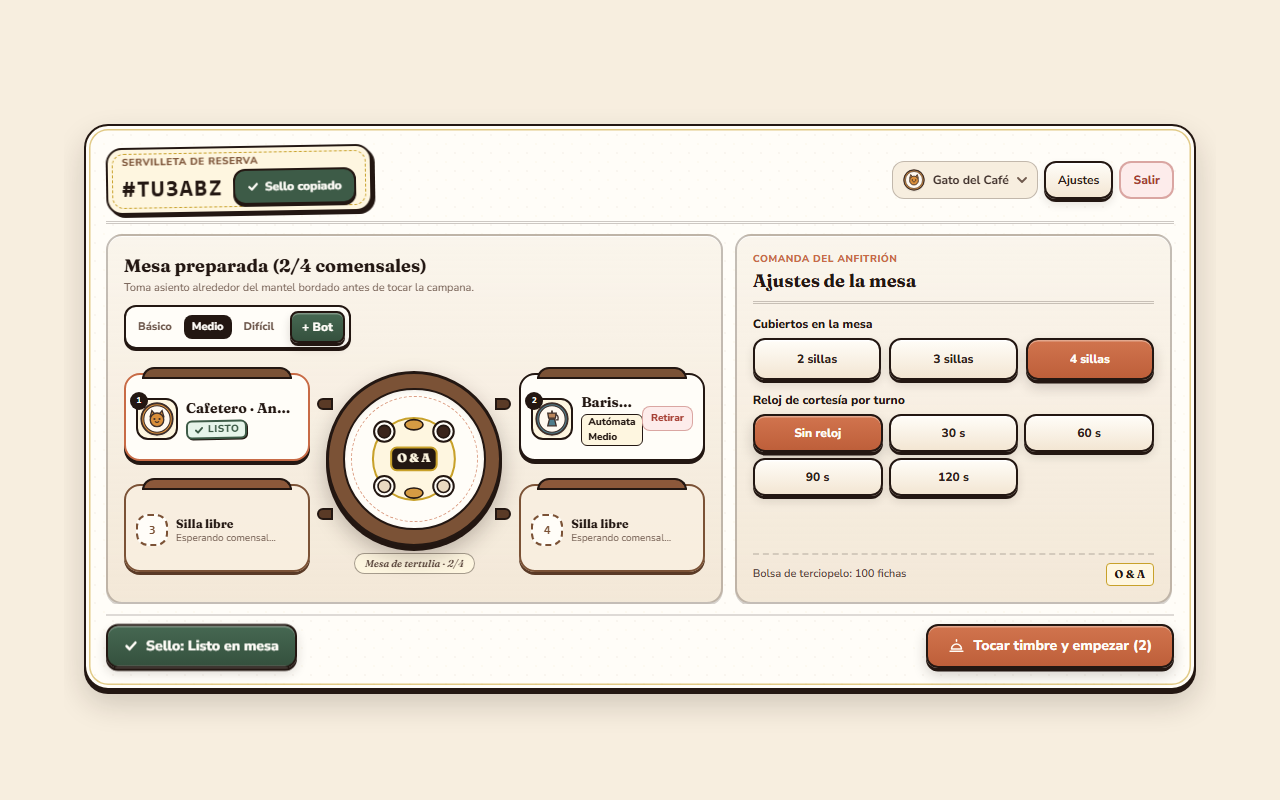 SERVILLETA DE RESERVA
#TU3ABZ
Sello copiado
Gato del Café
Ajustes
Salir
Mesa preparada (2/4 comensales)
Toma asiento alrededor del mantel bordado antes de tocar la campana.
Básico
Medio
Difícil
+ Bot
1
Cafetero · An...
LISTO
2
Baris...
Autómata
Medio
Retirar
O & A
3
Silla libre
Esperando comensal...
4
Silla libre
Esperando comensal...
Mesa de tertulia · 2/4
COMANDA DEL ANFITRIÓN
Ajustes de la mesa
Cubiertos en la mesa
2 sillas
3 sillas
4 sillas
Reloj de cortesía por turno
Sin reloj
30 s
60 s
90 s
120 s
Bolsa de terciopelo: 100 fichas
O & A
Sello: Listo en mesa
Tocar timbre y empezar (2)